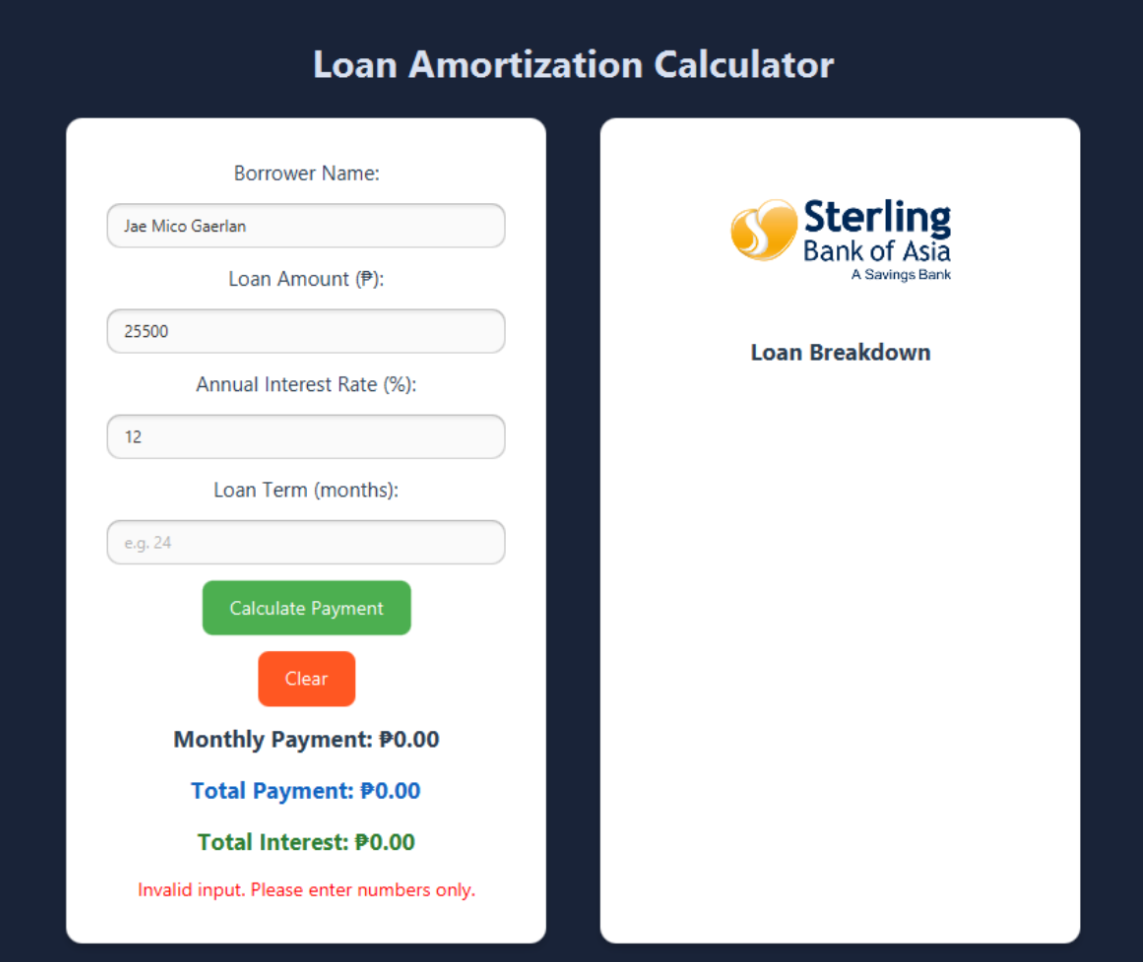 Loan Amortization Calculator
Borrower Name:
Jae Mico Gaerlan
Loan Amount (₱):
25500
Annual Interest Rate (%):
12
Loan Term (months):
e.g. 24
Calculate Payment
Clear
Monthly Payment: ₱0.00
Total Payment: ₱0.00
Total Interest: ₱0.00
Invalid input. Please enter numbers only.
Sterling
Bank of Asia
A Savings Bank
Loan Breakdown